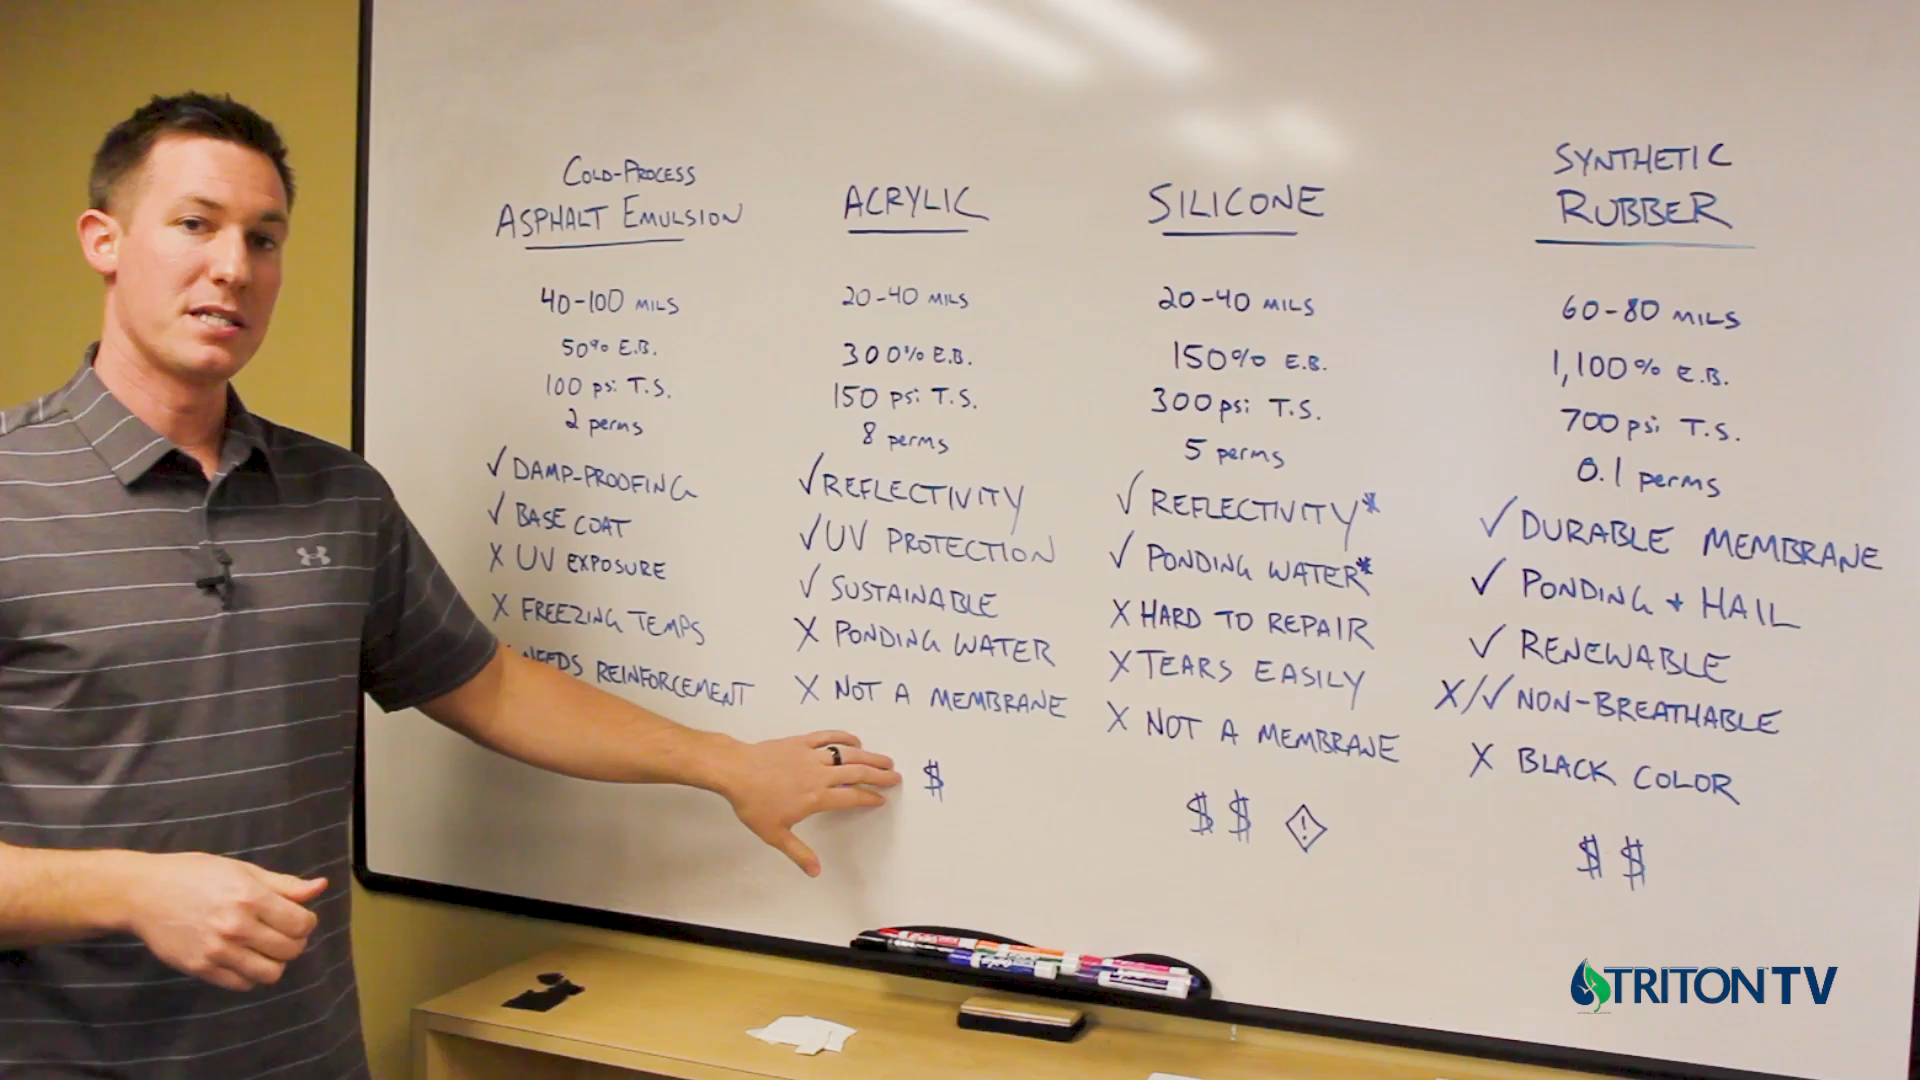 COLD-PROCESS
ASPHALT EMULSION
40-100 MILS
50% E.B.
100 psi T.S.
2 perms
✓ DAMP-PROOFING
✓ BASE COAT
X UV EXPOSURE
X FREEZING TEMPS
NEEDS REINFORCEMENT
ACRYLIC
20-40 MILS
300% E.B.
150 psi T.S.
8 perms
✓ REFLECTIVITY
✓ UV PROTECTION
✓ SUSTAINABLE
X PONDING WATER
X NOT A MEMBRANE
$
SILICONE
20-40 MILS
150% E.B.
300 psi T.S.
5 perms
✓ REFLECTIVITY*
✓ PONDING WATER*
X HARD TO REPAIR
X TEARS EASILY
X NOT A MEMBRANE
$ $ !
SYNTHETIC
RUBBER
60-80 MILS
1,100% E.B.
700 psi T.S.
0.1 perms
✓ DURABLE MEMBRANE
✓ PONDING + HAIL
✓ RENEWABLE
X/✓ NON-BREATHABLE
X BLACK COLOR
$ $
TRITON TV